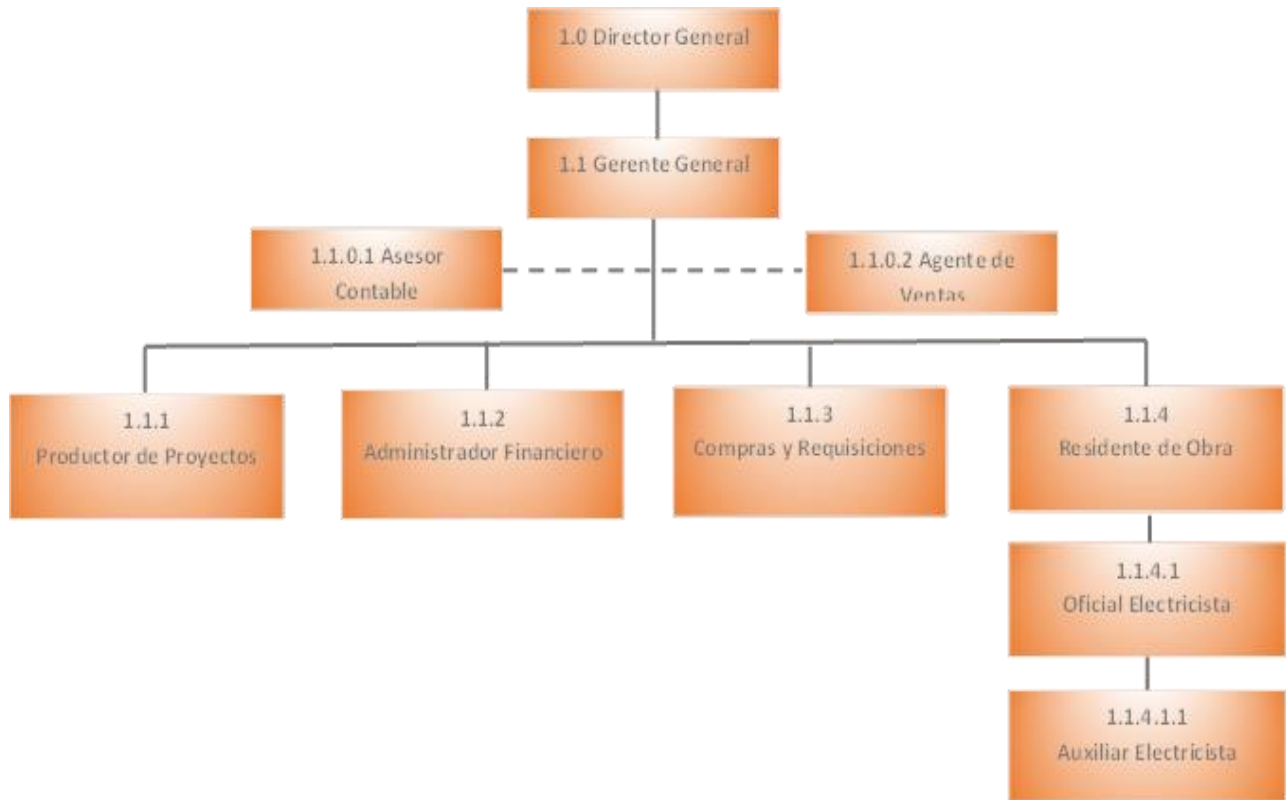 1.0 Director General
1.1 Gerente General
1.1.0.1 Asesor
Contable
1.1.0.2 Agente de
Ventas
1.1.1
Productor de Proyectos
1.1.2
Administrador Financiero
1.1.3
Compras y Requisiciones
1.1.4
Residente de Obra
1.1.4.1
Oficial Electricista
1.1.4.1.1
Auxiliar Electricista